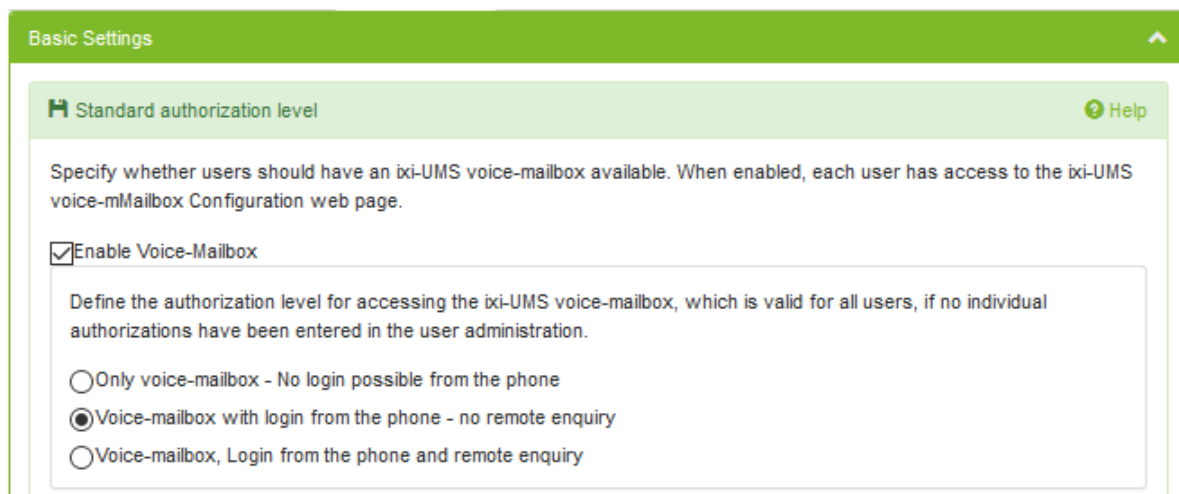 Basic Settings
Standard authorization level
Help
Specify whether users should have an ixi-UMS voice-mailbox available. When enabled, each user has access to the ixi-UMS
voice-mMailbox Configuration web page.
Enable Voice-Mailbox
Define the authorization level for accessing the ixi-UMS voice-mailbox, which is valid for all users, if no individual
authorizations have been entered in the user administration.
Only voice-mailbox - No login possible from the phone
Voice-mailbox with login from the phone - no remote enquiry
Voice-mailbox, Login from the phone and remote enquiry